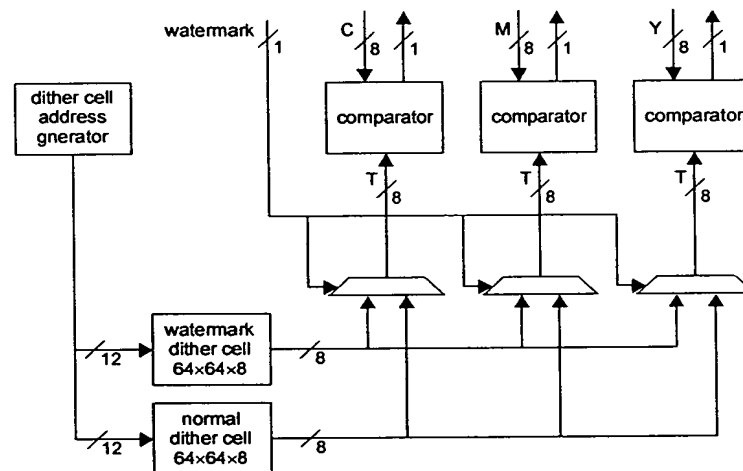 watermark 1 C 8 1 M 8 1 Y 8 1
dither cell
address
gnerator
comparator comparator comparator
T 8 T 8 T 8
12 watermark
dither cell
64×64×8 8
12 normal
dither cell
64×64×8 8